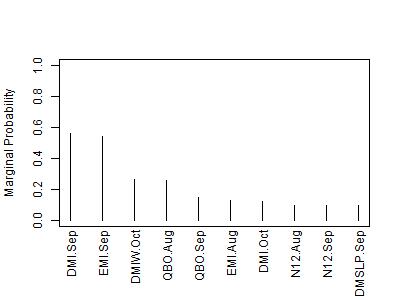 Marginal Probability
1.0
0.8
0.6
0.4
0.2
0.0
DMI.Sep
EMI.Sep
DMIW.Oct
QBO.Aug
QBO.Sep
EMI.Aug
DMI.Oct
N12.Aug
N12.Sep
DMSLP.Sep